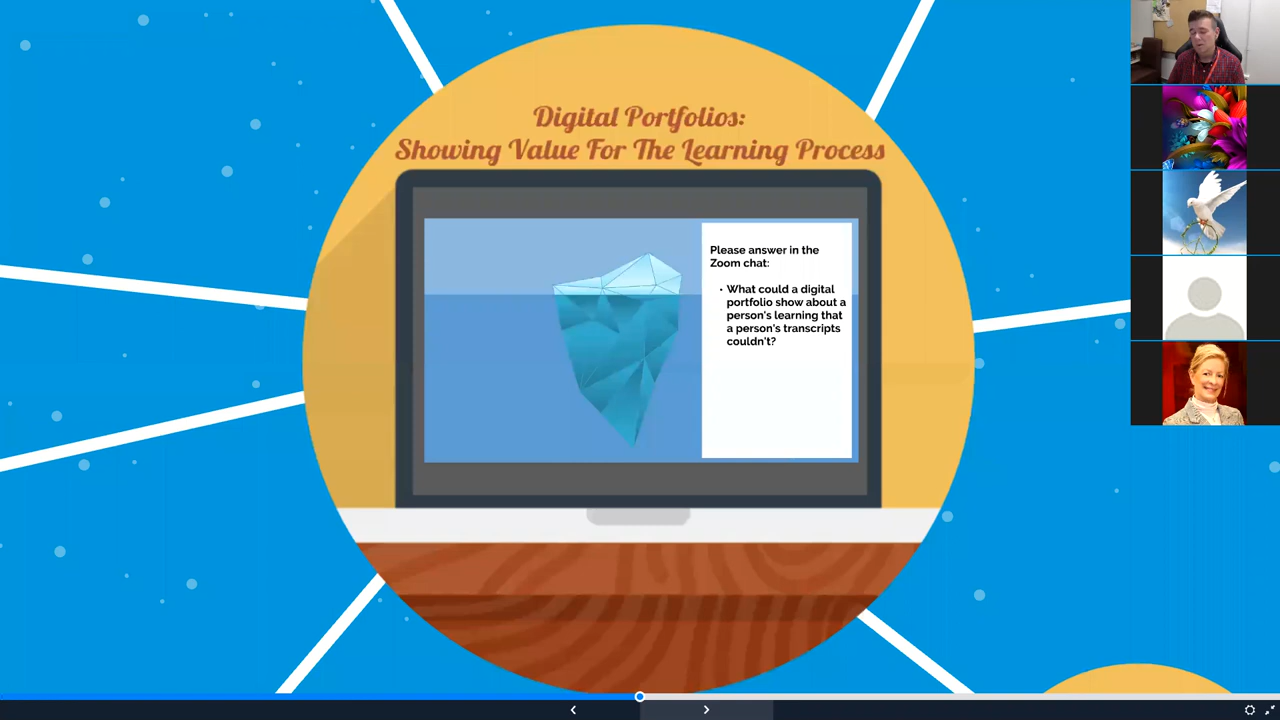 Digital Portfolios:
Showing Value For The Learning Process
Please answer in the
Zoom chat:
• What could a digital
portfolio show about a
person's learning that
a person's transcripts
couldn't?